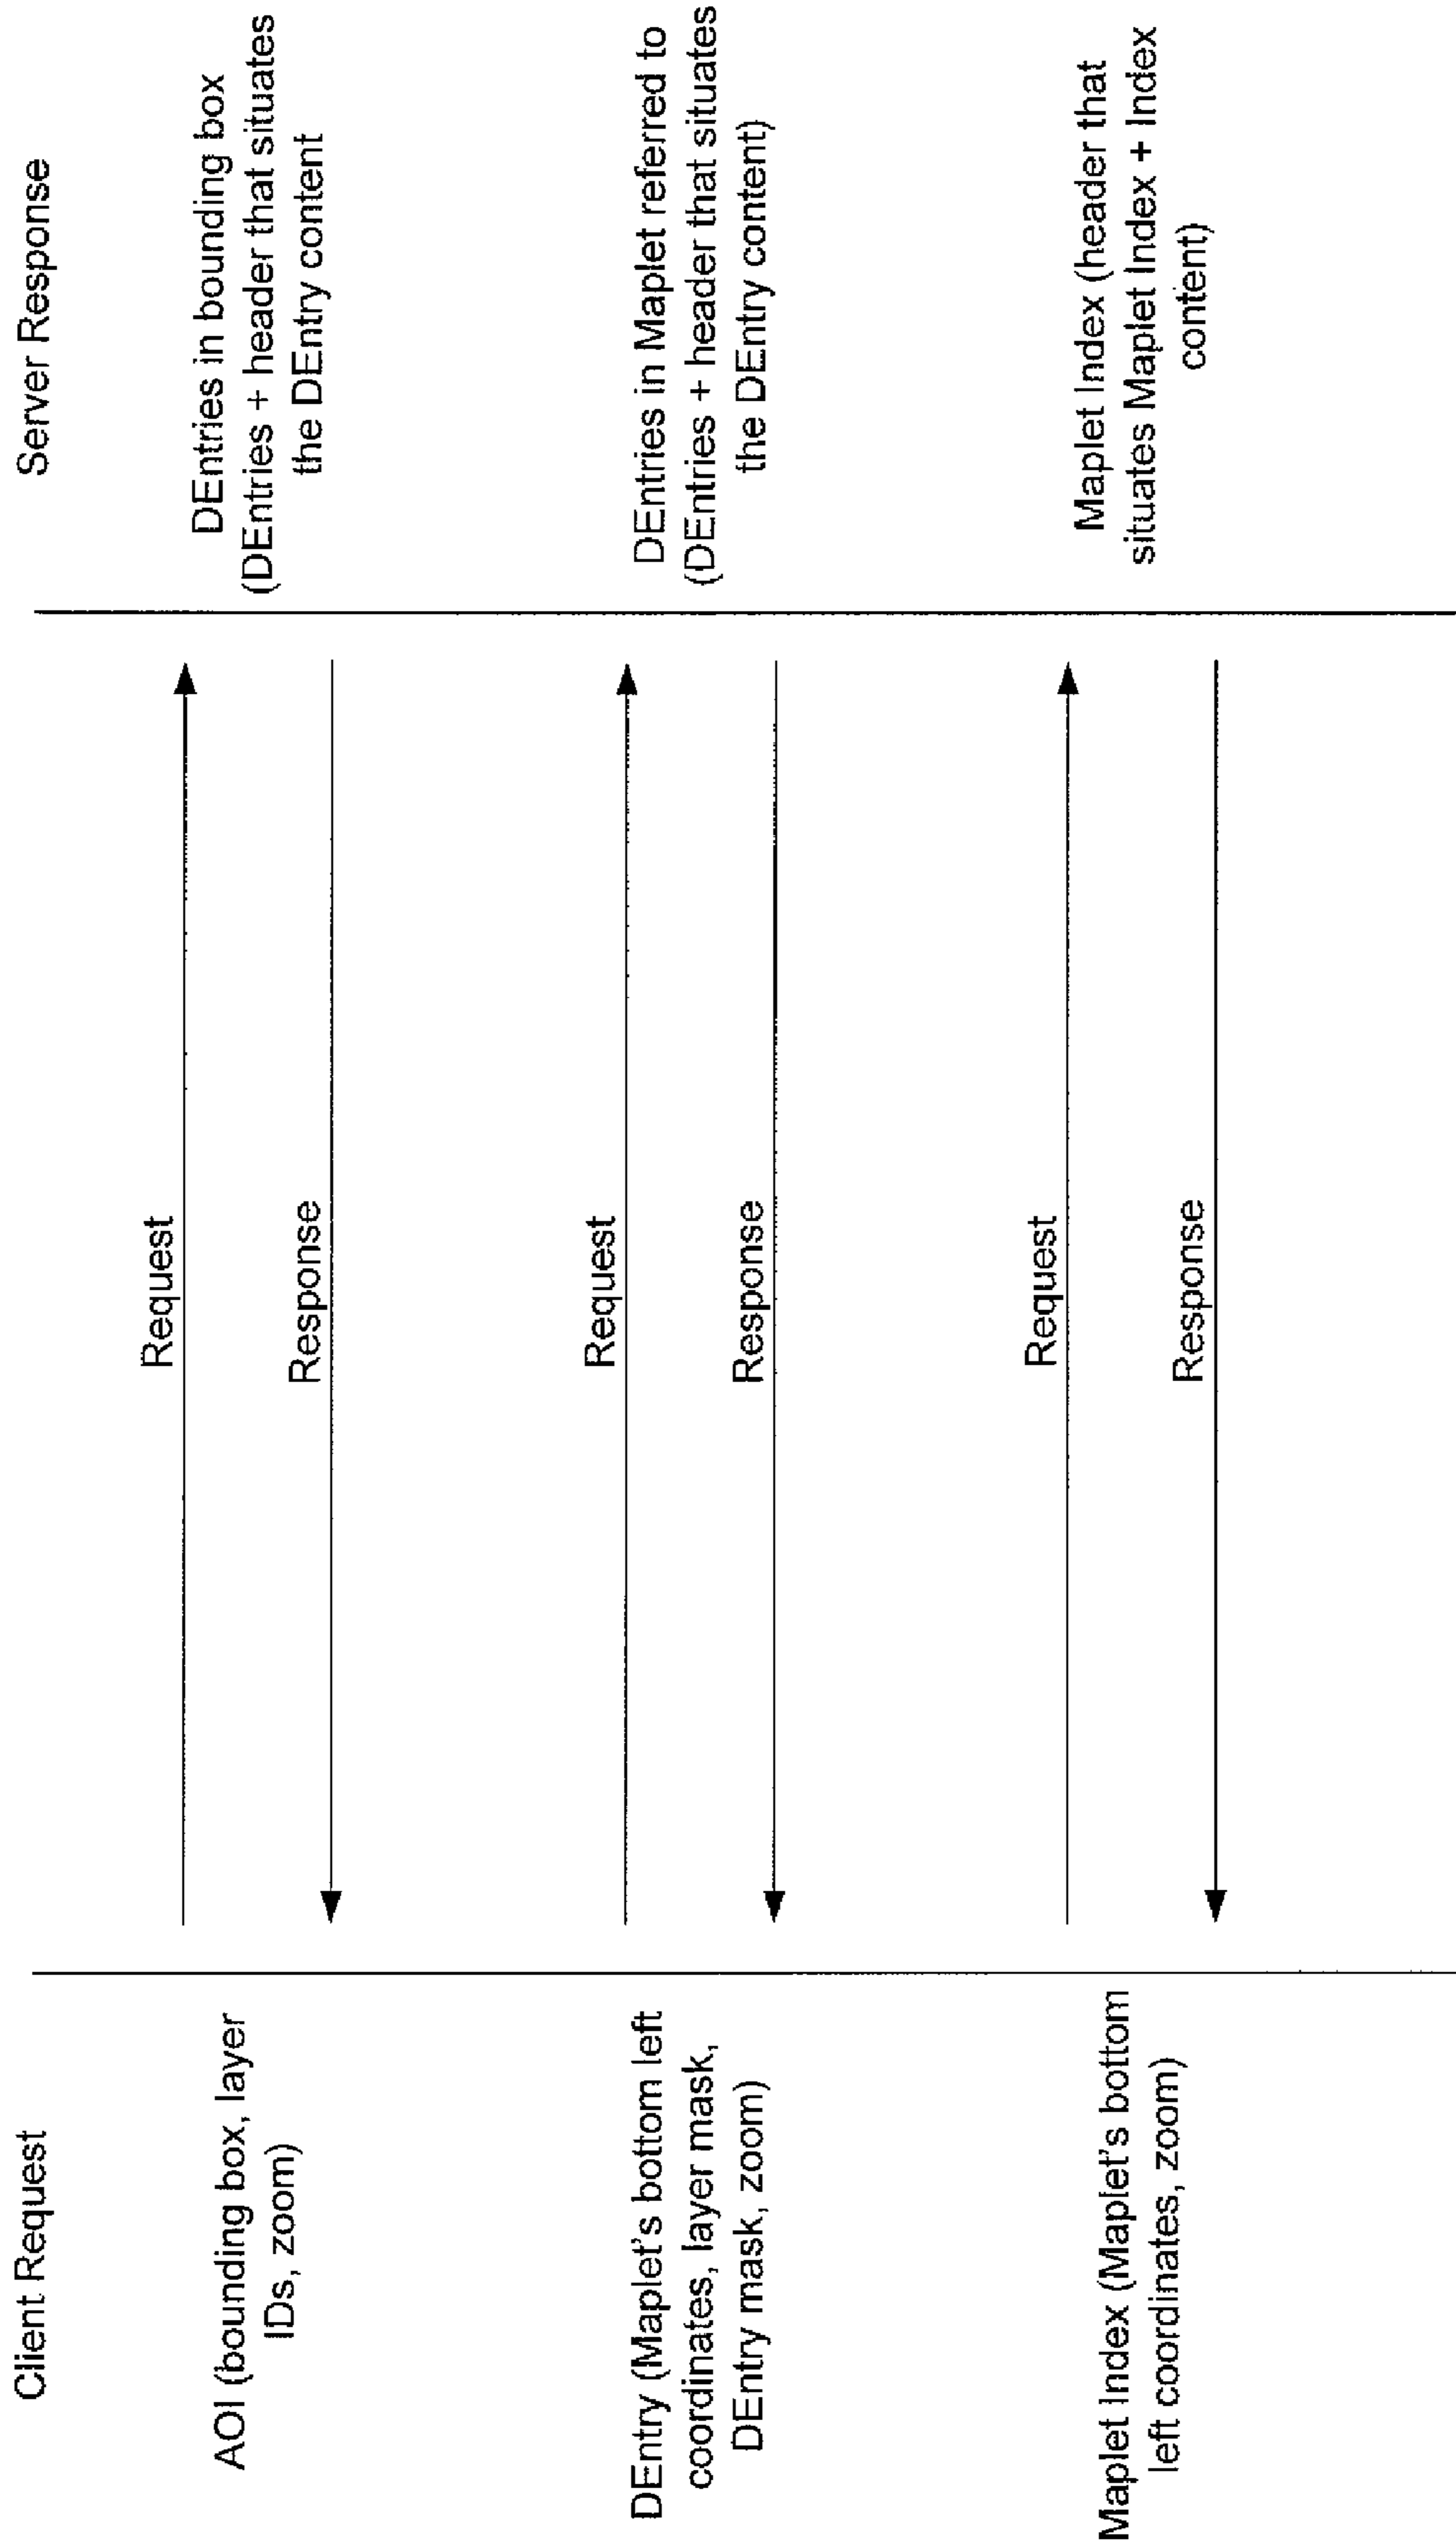 Client Request
Server Response
AOI (bounding box, layer
IDs, zoom)
Request
Response
DEntries in bounding box
(DEntries + header that situates
the DEntry content
DEntry (Maplet's bottom left
coordinates, layer mask,
DEntry mask, zoom)
Request
Response
DEntries in Maplet referred to
(DEntries + header that situates
the DEntry content)
Maplet Index (Maplet's bottom
left coordinates, zoom)
Request
Response
Maplet Index (header that
situates Maplet Index + Index
content)